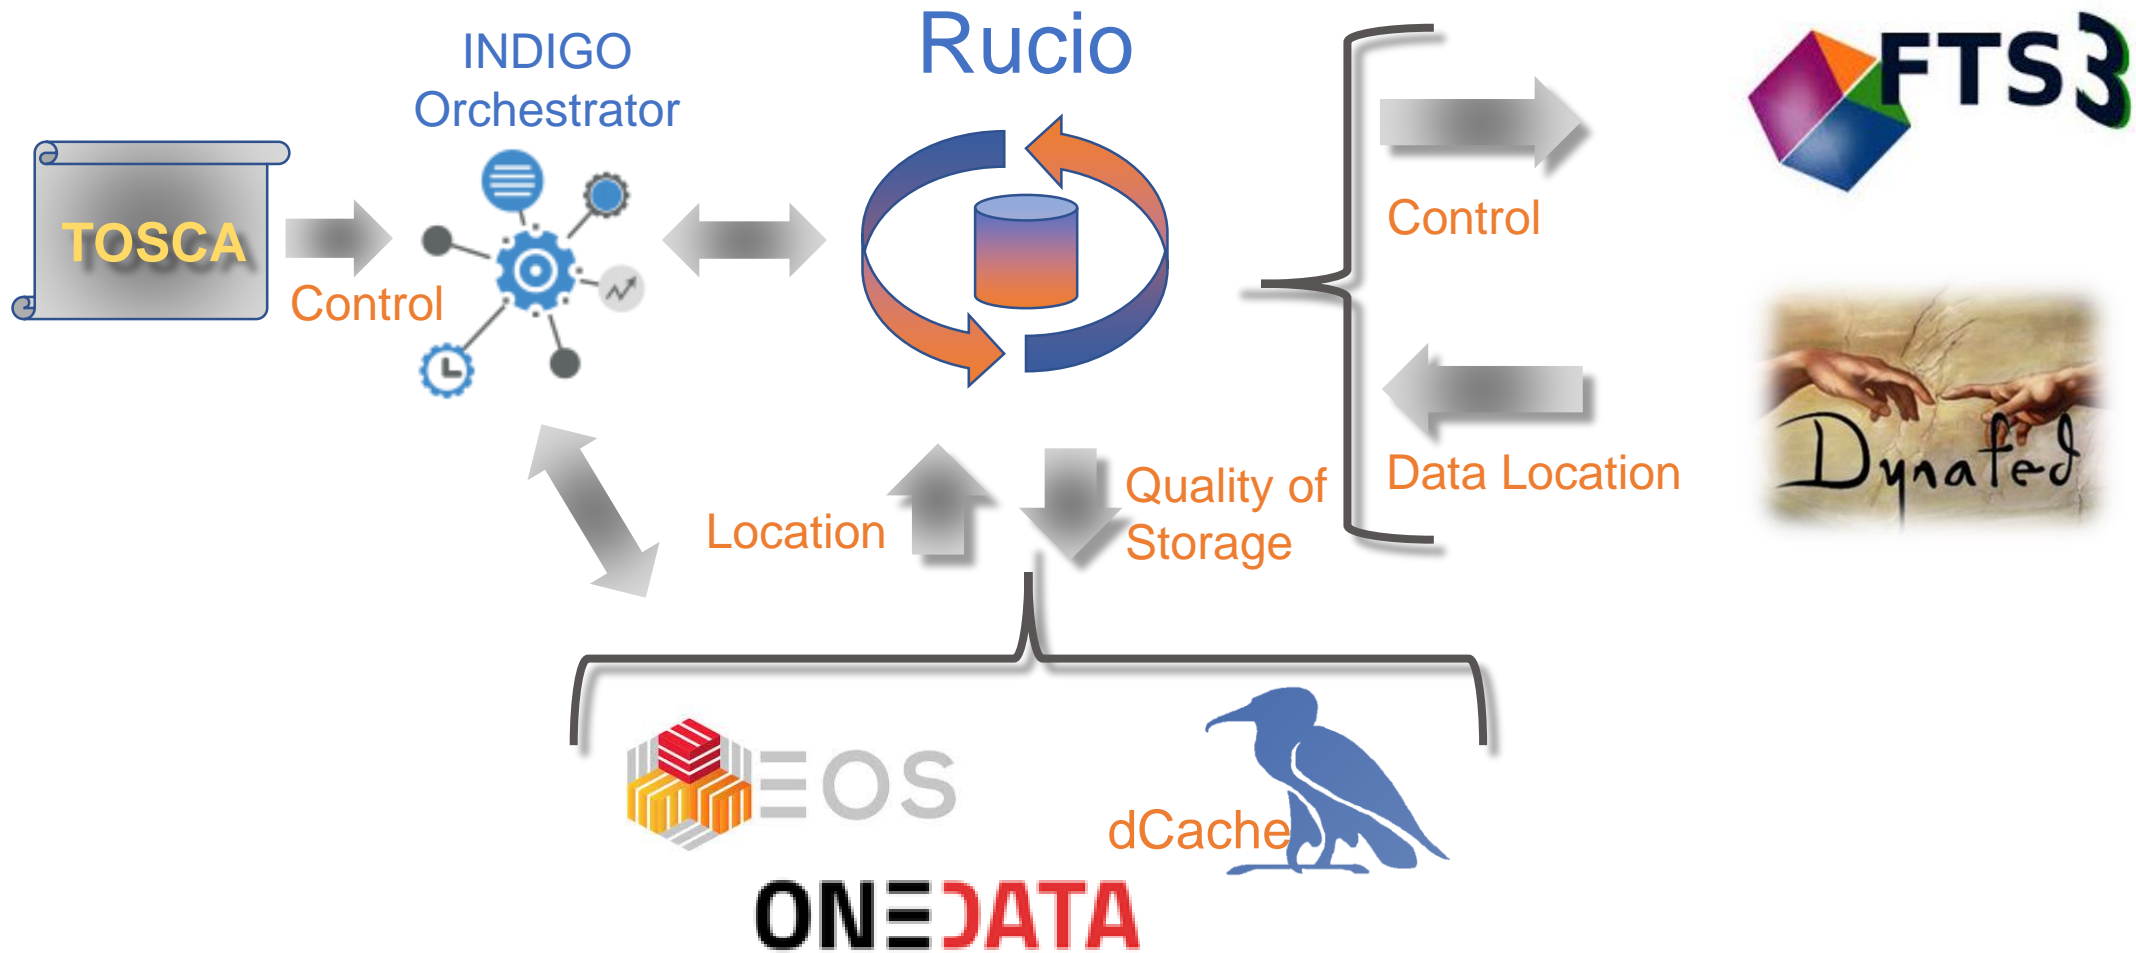 INDIGO
Orchestrator
Rucio
FTS3
TOSCA
Control
Control
Data Location
Dynafed
Location
Quality of
Storage
EOS
dCache
ONEDATA